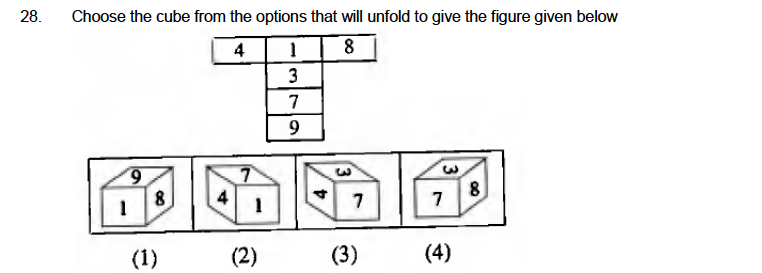 28. Choose the cube from the options that will unfold to give the figure given below
4 1 8
3
7
9
9 1 8 7 4 1 3 4 7 3 7 8
(1) (2) (3) (4)